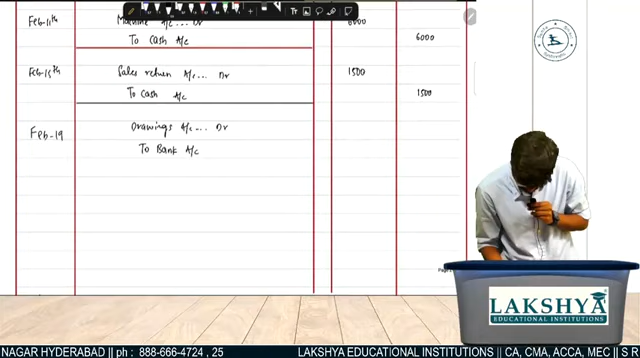 Feb-11th Machine A/c ... Dr 6000
To Cash A/c 6000
Feb-15th Sales return A/c ... Dr 1500
To Cash A/c 1500
Feb-19 Drawings A/c ... Dr
To Bank A/c
LAKSHYA
EDUCATIONAL INSTITUTIONS
NAGAR HYDERABAD || ph : 888-666-4724 , 25 LAKSHYA EDUCATIONAL INSTITUTIONS || CA, CMA, ACCA, MEC || S R